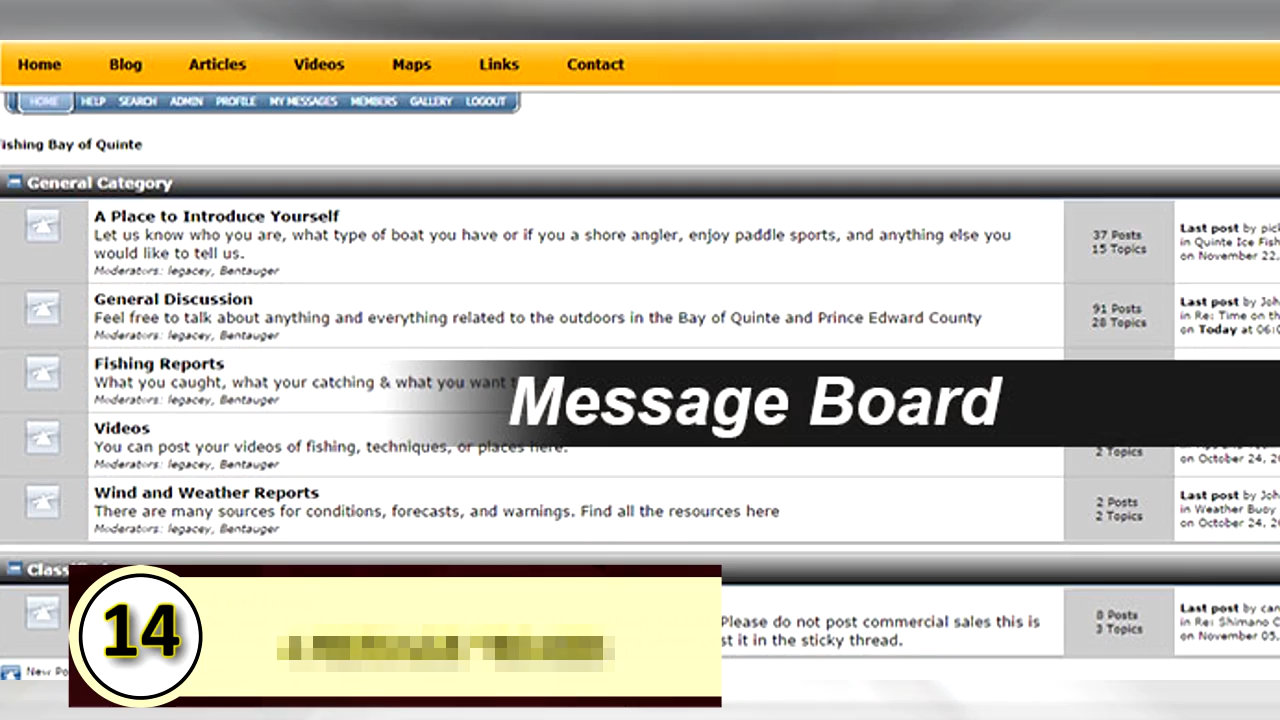 Home Blog Articles Videos Maps Links Contact
HOME HELP SEARCH ADMIN PROFILE MY MESSAGES MEMBERS GALLERY LOGOUT
ishing Bay of Quinte
General Category
A Place to Introduce Yourself
Let us know who you are, what type of boat you have or if you a shore angler, enjoy paddle sports, and anything else you
would like to tell us.
Moderators: legacey, Bentauger
37 Posts
15 Topics
Last post by
in Quinte Ice
on November 22,
General Discussion
Feel free to talk about anything and everything related to the outdoors in the Bay of Quinte and Prince Edward County
Moderators: legacey, Bentauger
91 Posts
28 Topics
Last post by
in Re: Time on
on Today at
Fishing Reports
What you caught, what your catching & what you want
Moderators: legacey, Bentauger
Message Board
Videos
You can post your videos of fishing, techniques, or places here.
Moderators: legacey, Bentauger
2 Topics
on October 24,
Wind and Weather Reports
There are many sources for conditions, forecasts, and warnings. Find all the resources here
Moderators: legacey, Bentauger
2 Posts
2 Topics
Last post by
in Weather Buoy
on October 24,
Please do not post commercial sales this is
it in the sticky thread.
8 Posts
3 Topics
Last post by
in Re: Shimano
on November 05,
14
New